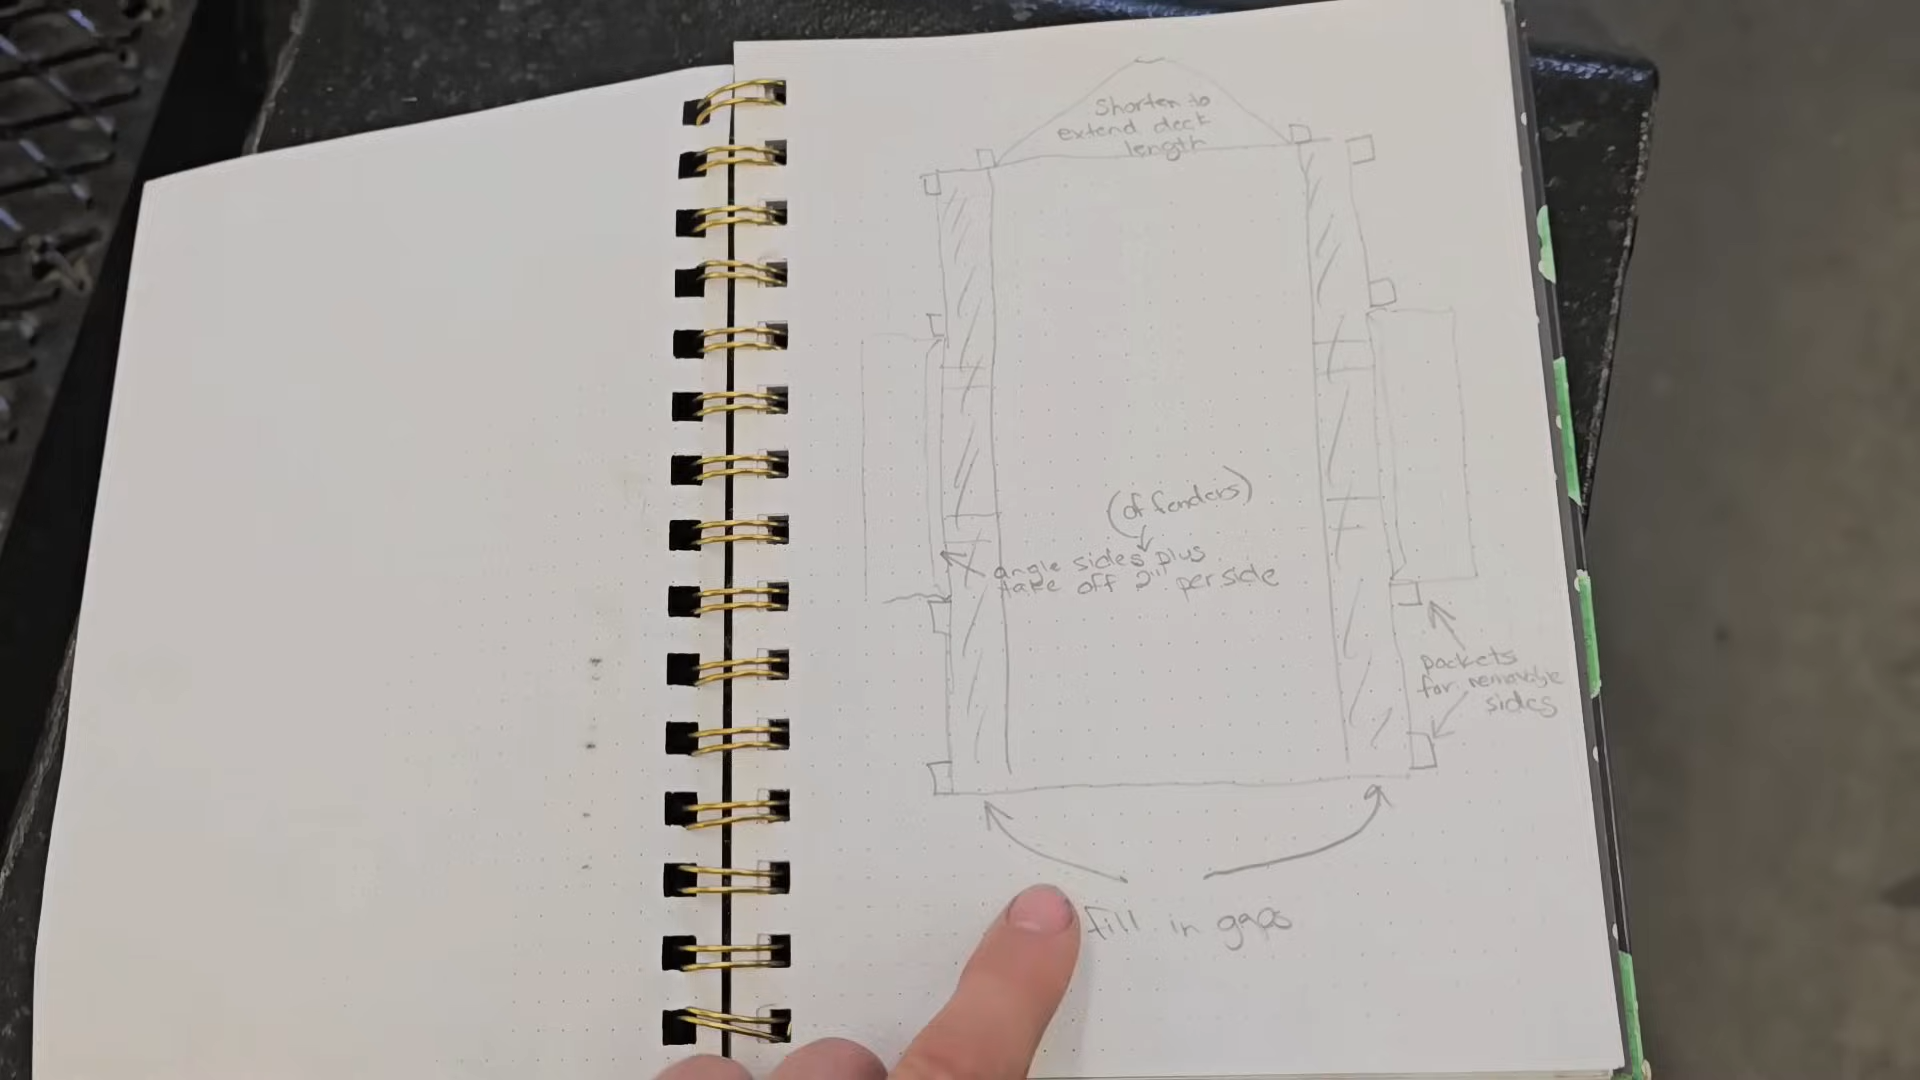 Shorten to
extend deck
length
(of fenders)
angle sides plus
take off 2" per side
pockets
for removable
sides
fill in gaps